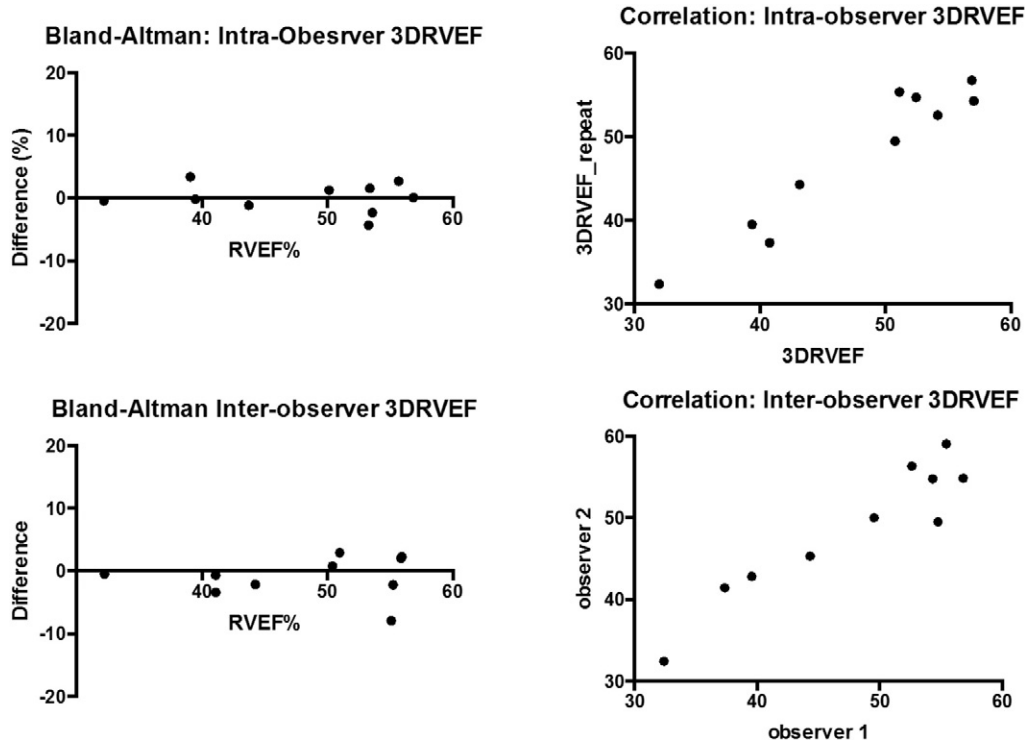 Bland-Altman: Intra-Obesrver 3DRVEF
20
10
0
-10
-20
40
50
60
Difference (%)
RVEF%
Correlation: Intra-observer 3DRVEF
60
50
40
30
30
40
50
60
3DRVEF_repeat
3DRVEF
Bland-Altman Inter-observer 3DRVEF
20
10
0
-10
-20
40
50
60
Difference
RVEF%
Correlation: Inter-observer 3DRVEF
60
50
40
30
30
40
50
60
observer 2
observer 1